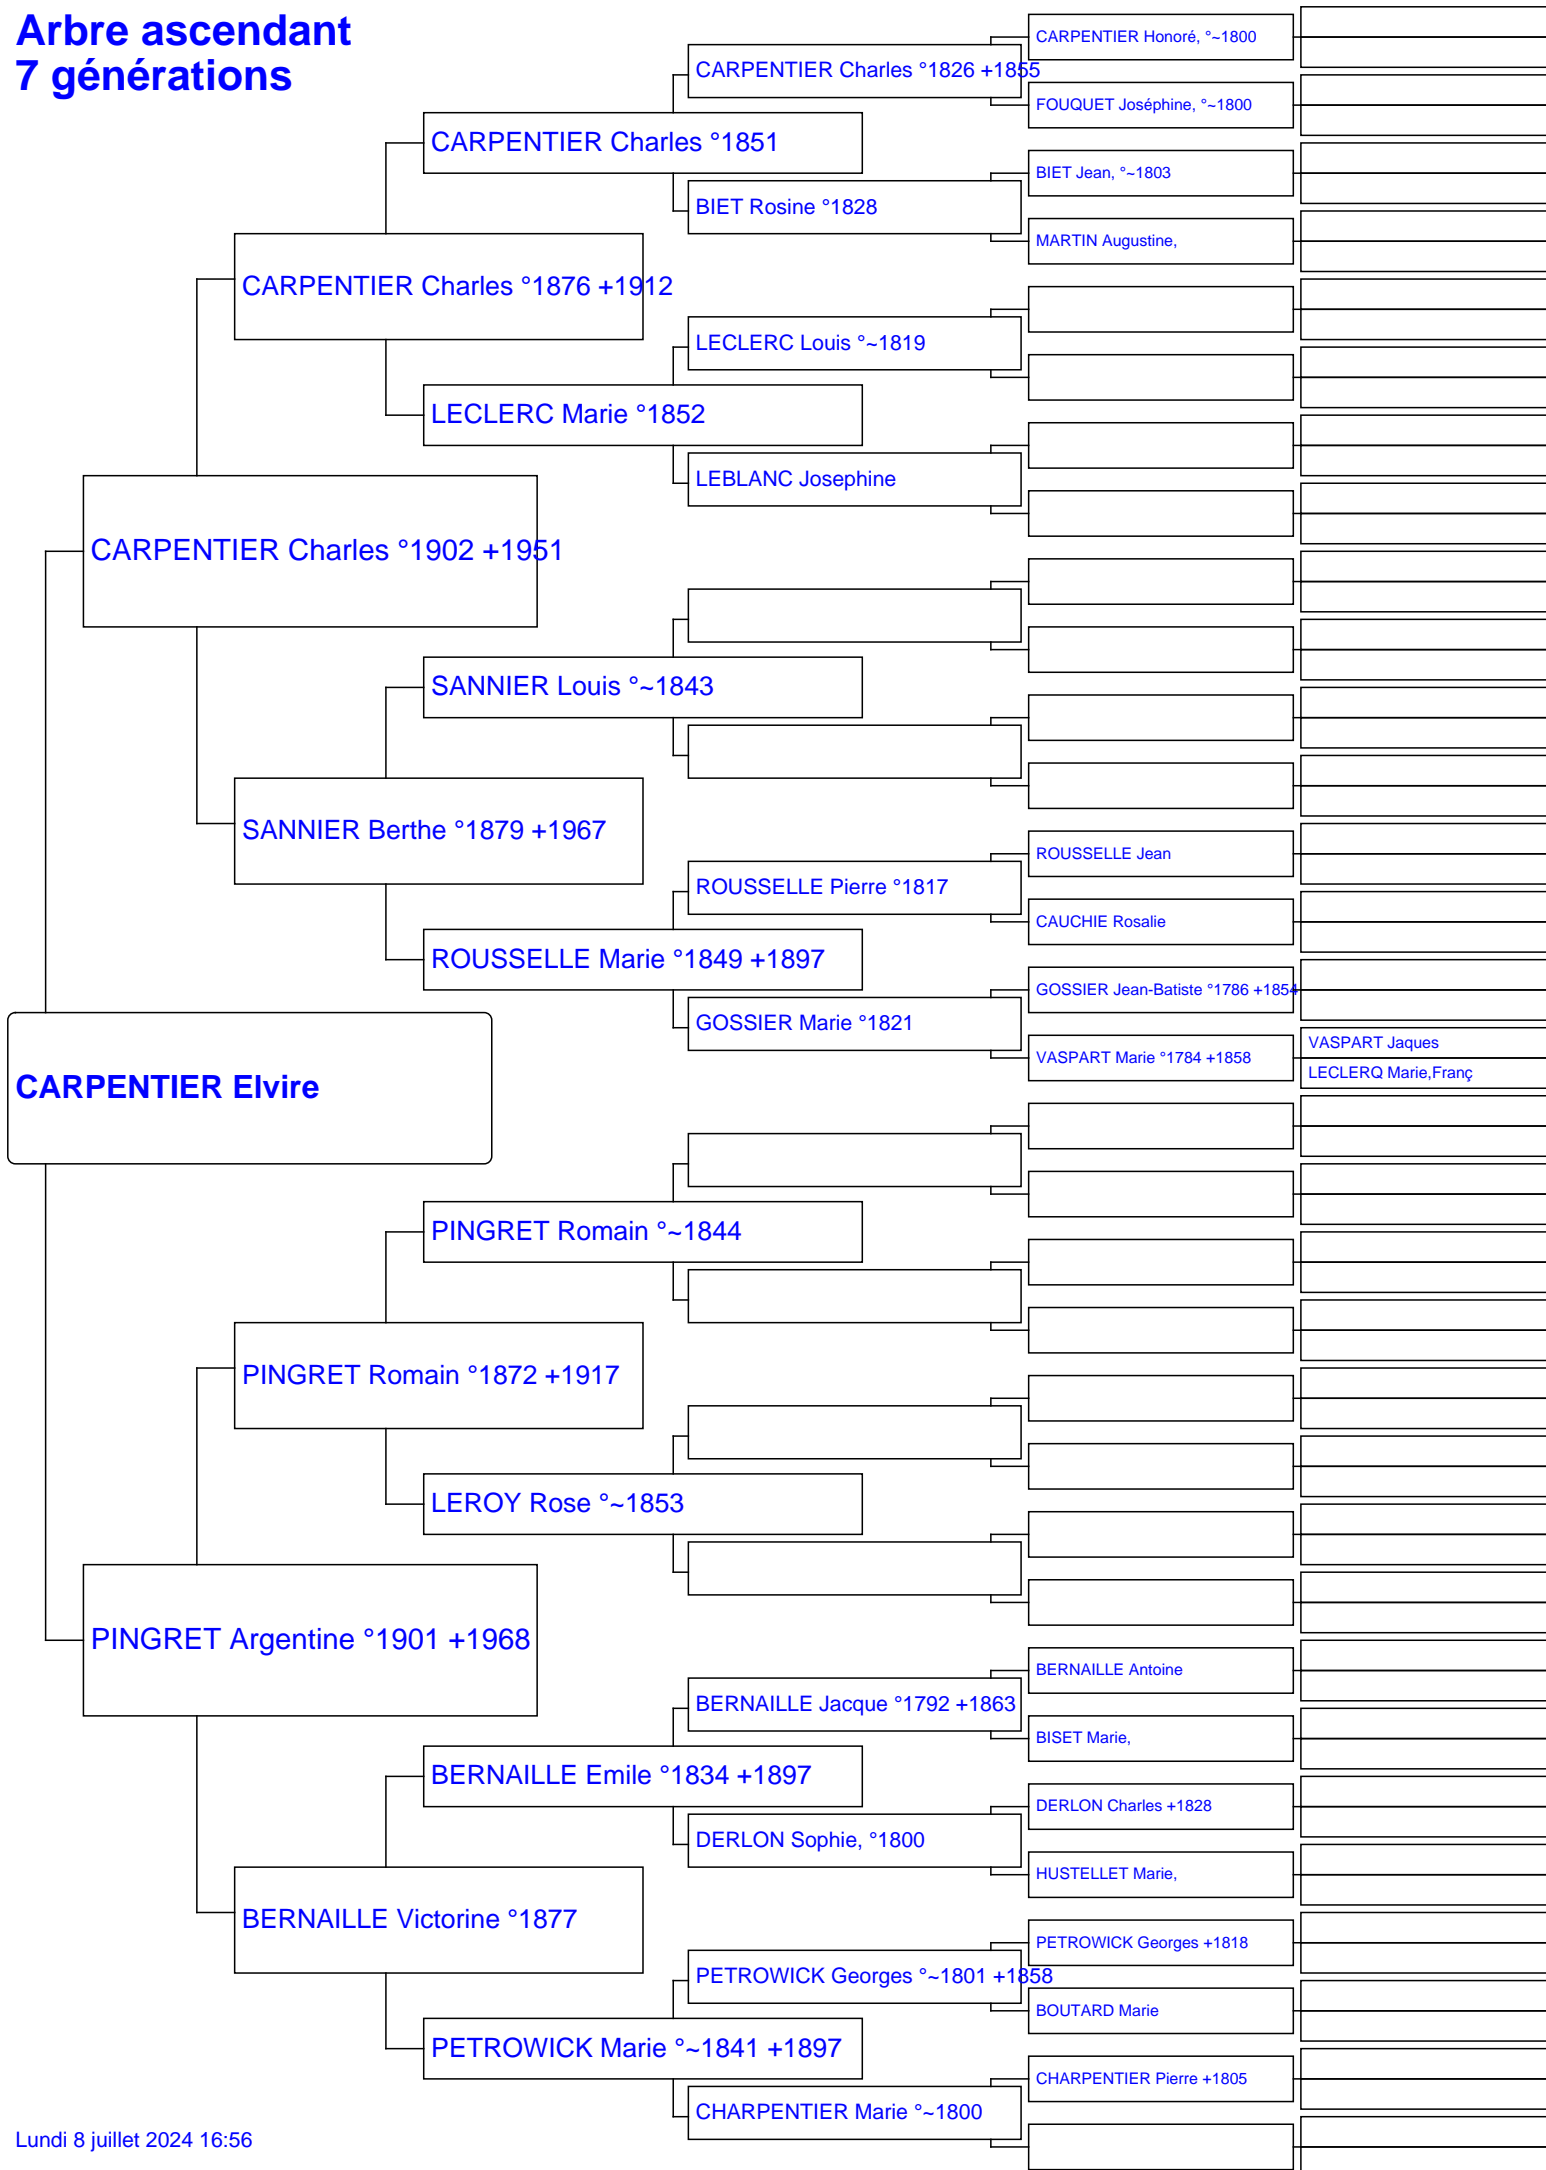 Arbre ascendant
7 générations
CARPENTIER Honoré, °~1800
CARPENTIER Charles °1826 +1855
FOUQUET Joséphine, °~1800
CARPENTIER Charles °1851
BIET Jean, °~1803
BIET Rosine °1828
MARTIN Augustine,
CARPENTIER Charles °1876 +1912
LECLERC Louis °~1819
LECLERC Marie °1852
LEBLANC Josephine
CARPENTIER Charles °1902 +1951
SANNIER Louis °~1843
SANNIER Berthe °1879 +1967
ROUSSELLE Jean
ROUSSELLE Pierre °1817
CAUCHIE Rosalie
ROUSSELLE Marie °1849 +1897
GOSSIER Jean-Batiste °1786 +1854
GOSSIER Marie °1821
VASPART Jaques
VASPART Marie °1784 +1858
LECLERQ Marie,Franç
CARPENTIER Elvire
PINGRET Romain °~1844
PINGRET Romain °1872 +1917
LEROY Rose °~1853
PINGRET Argentine °1901 +1968
BERNAILLE Antoine
BERNAILLE Jacque °1792 +1863
BISET Marie,
BERNAILLE Emile °1834 +1897
DERLON Charles +1828
DERLON Sophie, °1800
HUSTELLET Marie,
BERNAILLE Victorine °1877
PETROWICK Georges +1818
PETROWICK Georges °~1801 +1858
BOUTARD Marie
PETROWICK Marie °~1841 +1897
CHARPENTIER Pierre +1805
CHARPENTIER Marie °~1800
Lundi 8 juillet 2024 16:56